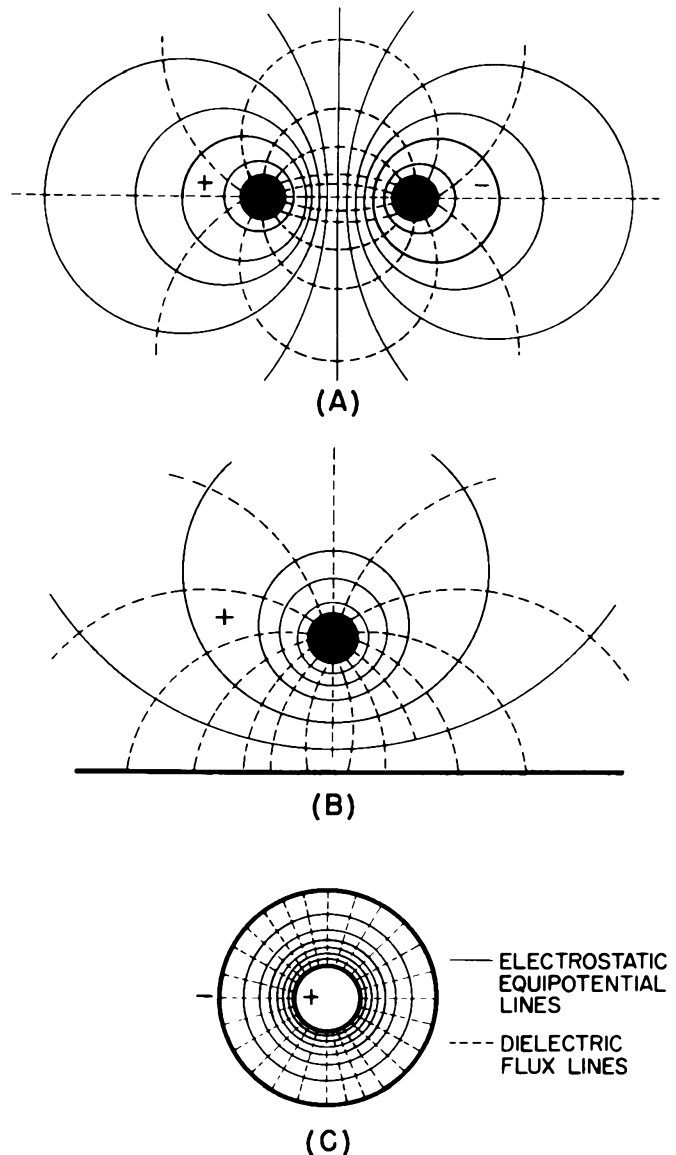 +
−
(A)
+
(B)
−
+
ELECTROSTATIC
EQUIPOTENTIAL
LINES
DIELECTRIC
FLUX LINES
(C)